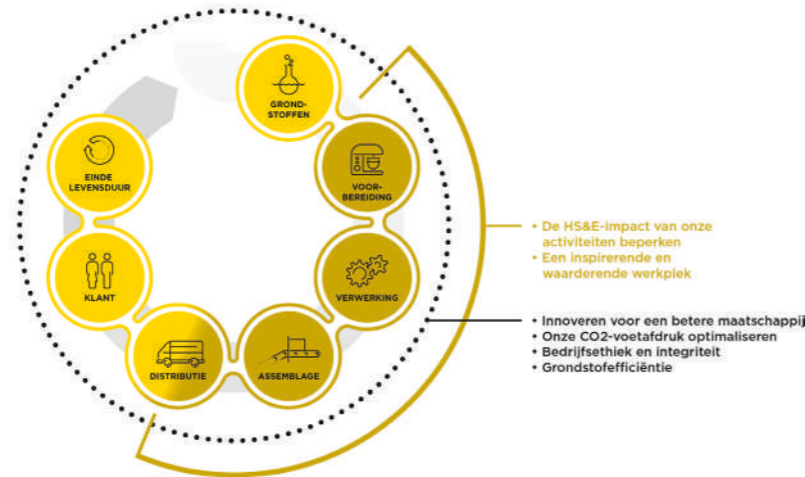 GROND-
STOFFEN
VOOR-
BEREIDING
VERWERKING
ASSEMBLAGE
DISTRIBUTIE
KLANT
EINDE
LEVENSDUUR
• De HS&E-impact van onze
activiteiten beperken
• Een inspirerende en
waarderende werkplek
• Innoveren voor een betere maatschappij
• Onze CO2-voetafdruk optimaliseren
• Bedrijfsethiek en integriteit
• Grondstofefficiëntie